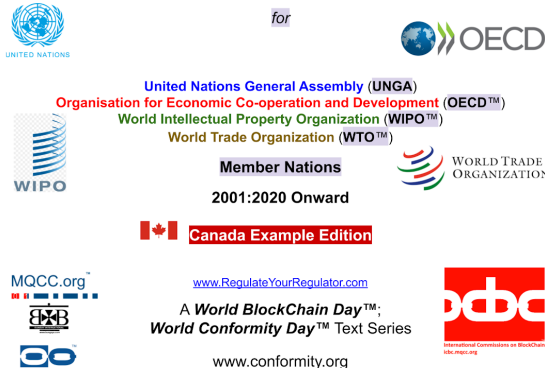 for
UNITED NATIONS
OECD
United Nations General Assembly (UNGA)
Organisation for Economic Co-operation and Development (OECD™)
World Intellectual Property Organization (WIPO™)
World Trade Organization (WTO™)
WIPO
Member Nations
WORLD TRADE
ORGANIZATION
2001:2020 Onward
Canada Example Edition
MQCC.org™
www.RegulateYourRegulator.com
A World BlockChain Day™;
World Conformity Day™ Text Series
International Commissions on BlockChain
icbc.mqcc.org
www.conformity.org